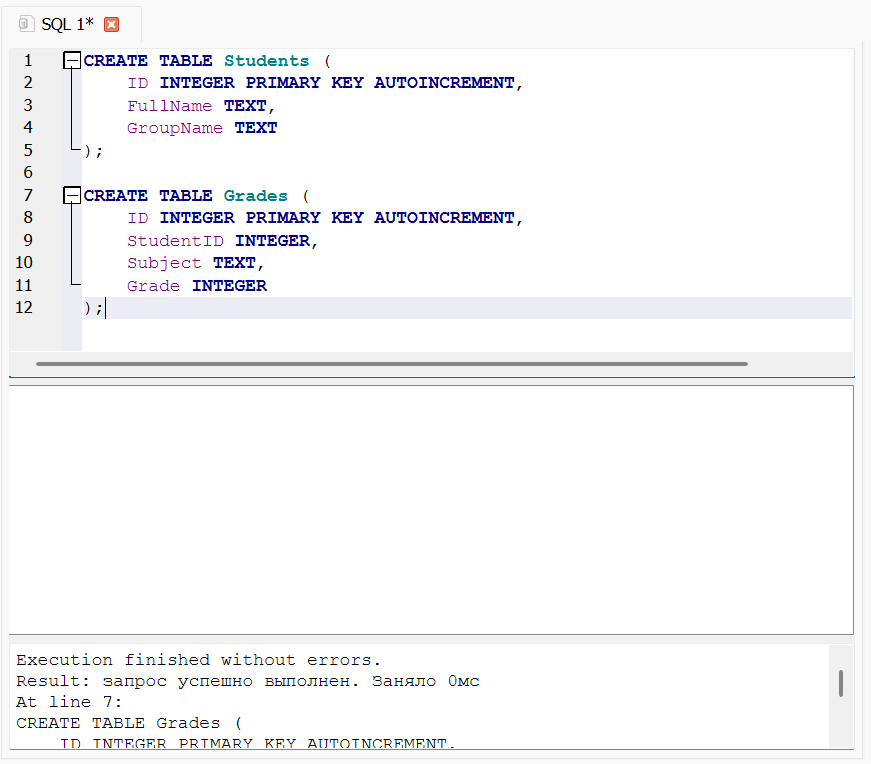 SQL 1*
1 CREATE TABLE Students (
2 ID INTEGER PRIMARY KEY AUTOINCREMENT,
3 FullName TEXT,
4 GroupName TEXT
5 );
6
7 CREATE TABLE Grades (
8 ID INTEGER PRIMARY KEY AUTOINCREMENT,
9 StudentID INTEGER,
10 Subject TEXT,
11 Grade INTEGER
12 );
Execution finished without errors.
Result: запрос успешно выполнен. Заняло 0мс
At line 7:
CREATE TABLE Grades (
ID INTEGER PRIMARY KEY AUTOINCREMENT,